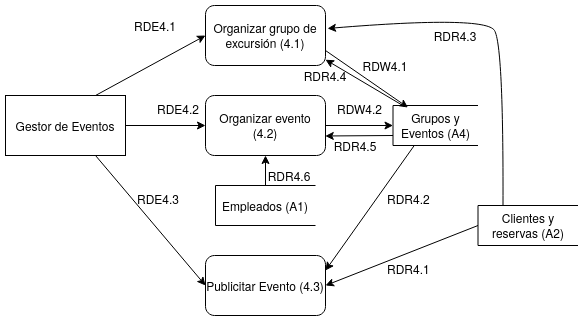 RDE4.1
Organizar grupo de
excursión (4.1)
RDR4.3
RDW4.1
RDR4.4
Gestor de Eventos
RDE4.2
Organizar evento
(4.2)
RDW4.2
Grupos y
Eventos (A4)
RDR4.5
RDR4.6
RDE4.3
Empleados (A1)
RDR4.2
Clientes y
reservas (A2)
RDR4.1
Publicitar Evento (4.3)